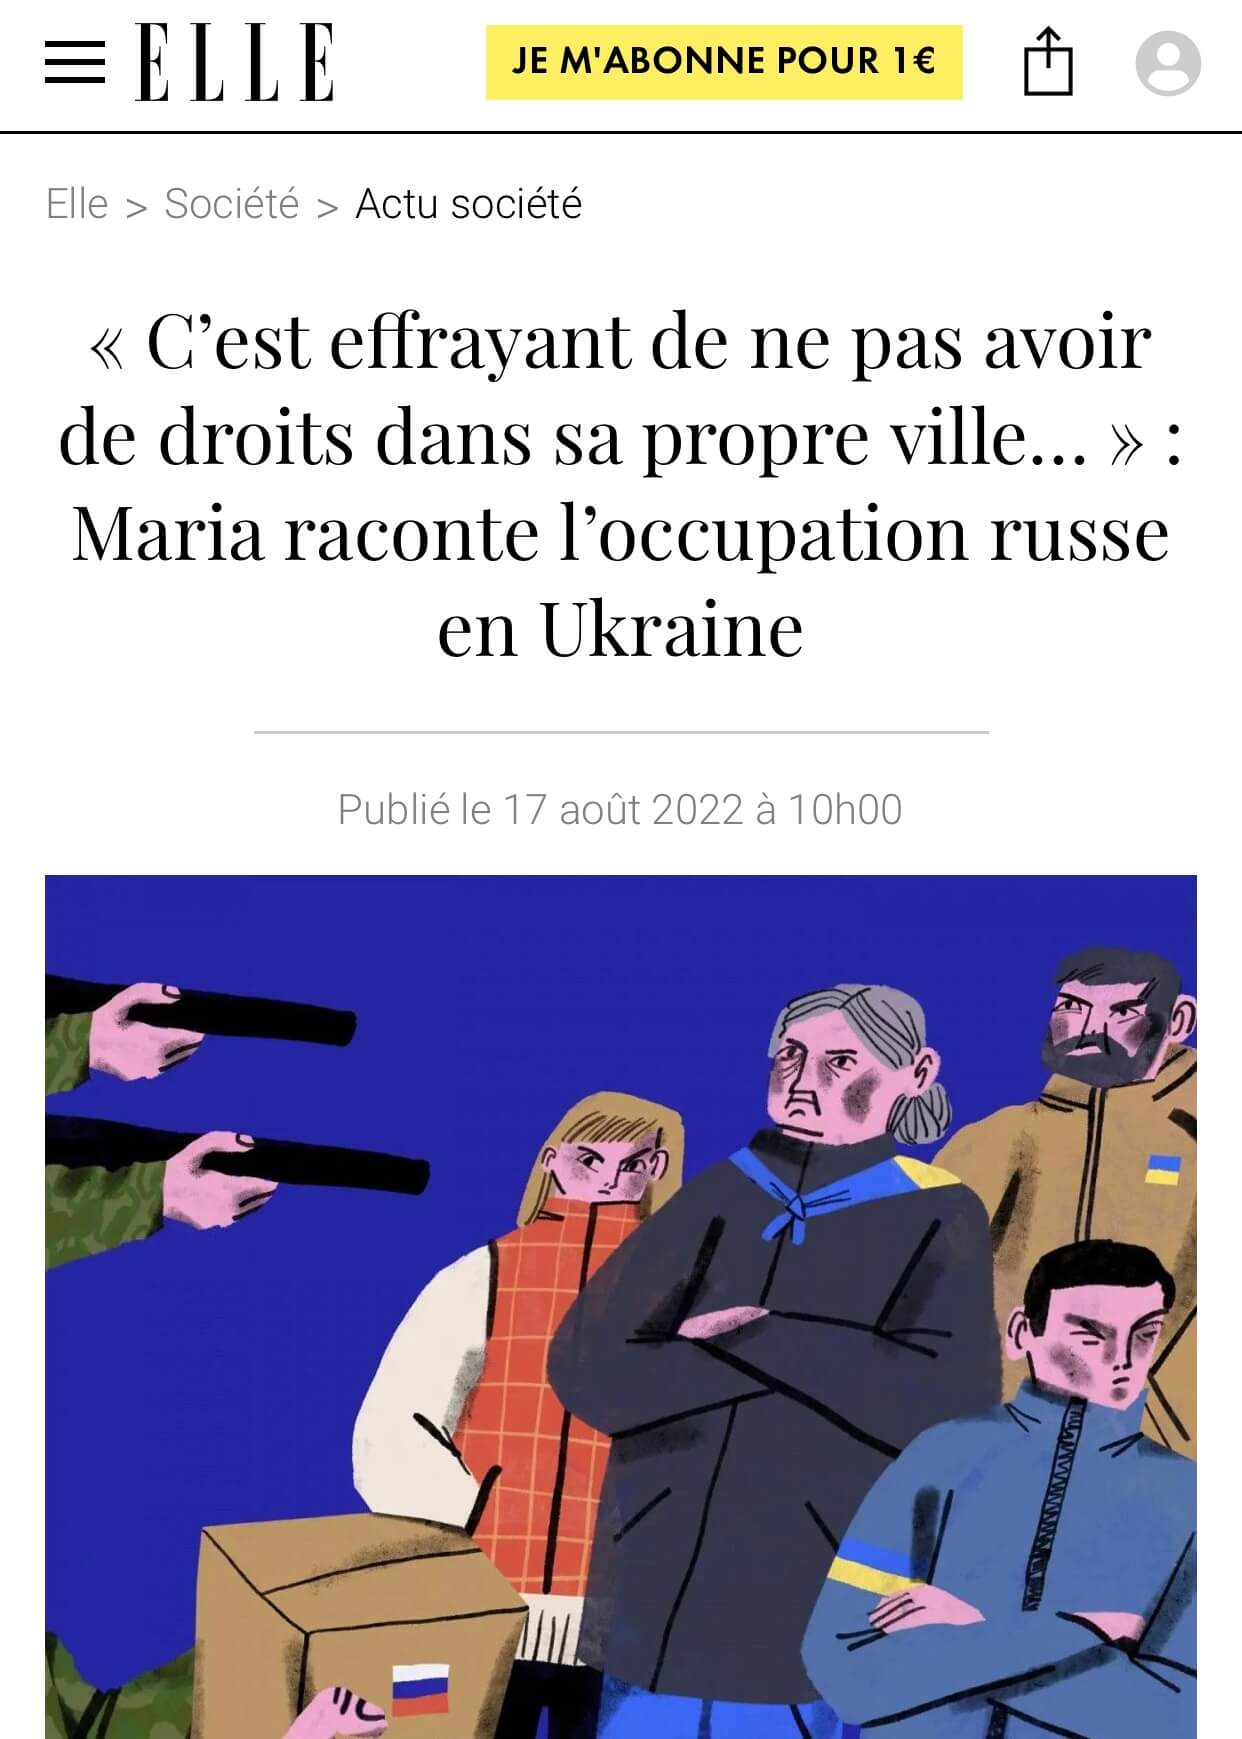 ELLE
JE M'ABONNE POUR 1€
Elle > Société > Actu société
« C’est effrayant de ne pas avoir
de droits dans sa propre ville… » :
Maria raconte l’occupation russe
en Ukraine
Publié le 17 août 2022 à 10h00